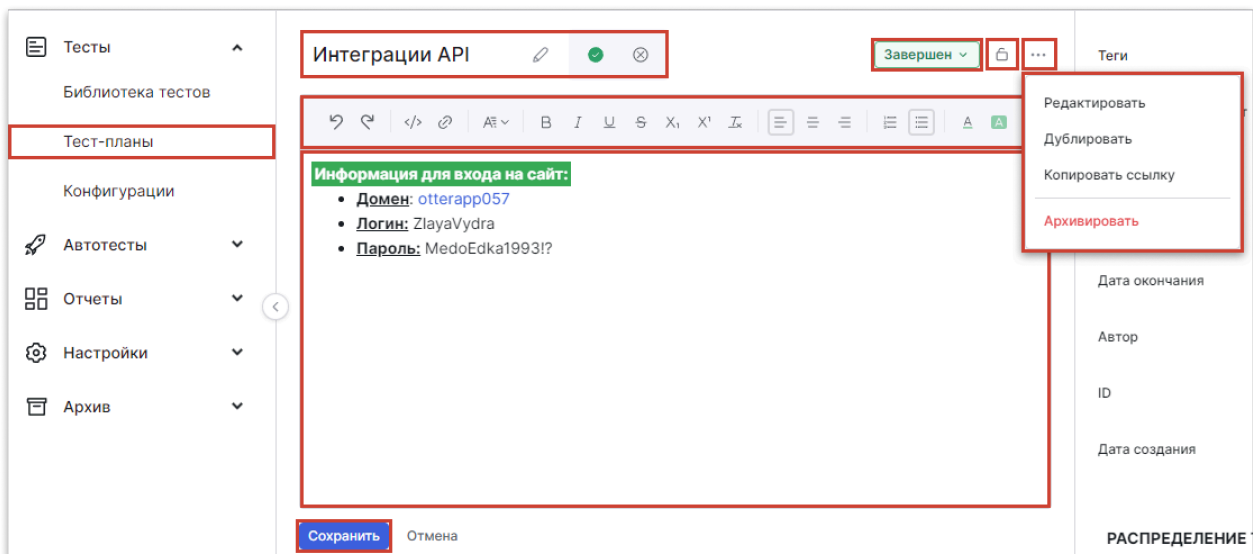 Тесты
Библиотека тестов
Тест-планы
Конфигурации
Автотесты
Отчеты
Настройки
Архив
Интеграции API
Завершен
Информация для входа на сайт:
Домен: otterapp057
Логин: ZlayaVydra
Пароль: MedoEdka1993!?
Сохранить Отмена
Теги
Редактировать
Дублировать
Копировать ссылку
Архивировать
Дата окончания
Автор
ID
Дата создания
РАСПРЕДЕЛЕНИЕ